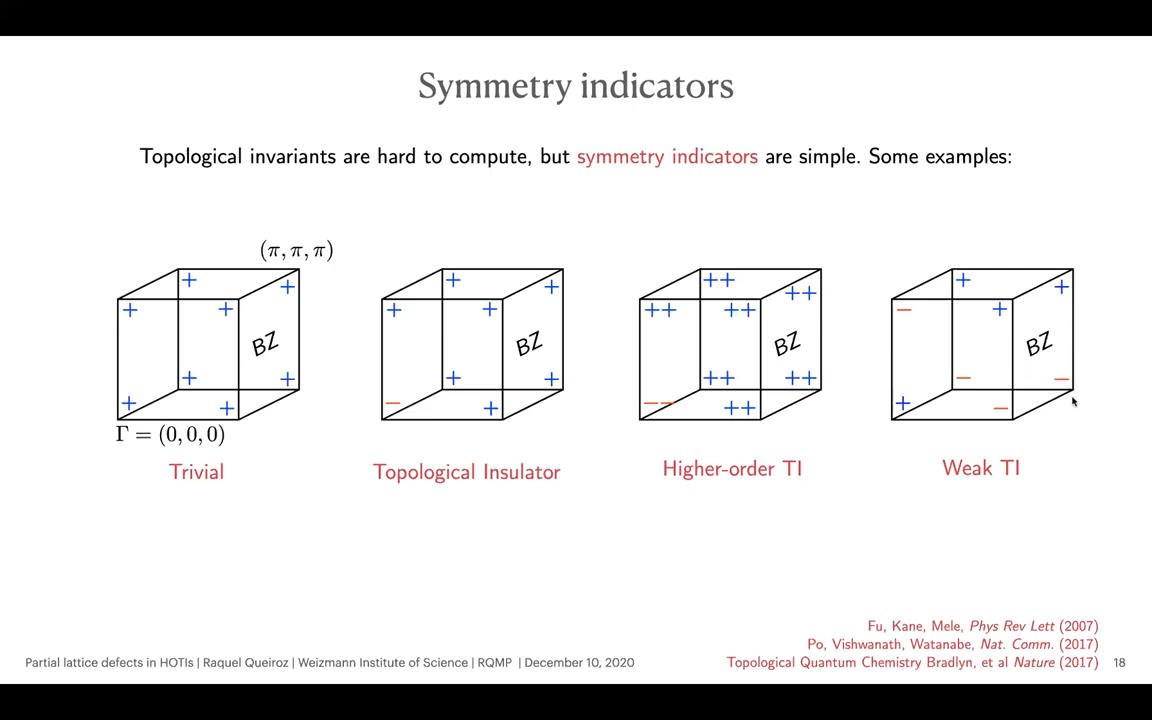 Symmetry indicators
Topological invariants are hard to compute, but symmetry indicators are simple. Some examples:
(π, π, π)
+ + + + + + + +
BZ
Γ = (0, 0, 0)
Trivial
+ + + + + + − +
BZ
Topological Insulator
++ ++ ++ ++ ++ ++ −− ++
BZ
Higher-order TI
+ + − + − − + −
BZ
Weak TI
Fu, Kane, Mele, Phys Rev Lett (2007)
Po, Vishwanath, Watanabe, Nat. Comm. (2017)
Topological Quantum Chemistry Bradlyn, et al Nature (2017)
Partial lattice defects in HOTIs | Raquel Queiroz | Weizmann Institute of Science | RQMP | December 10, 2020
18